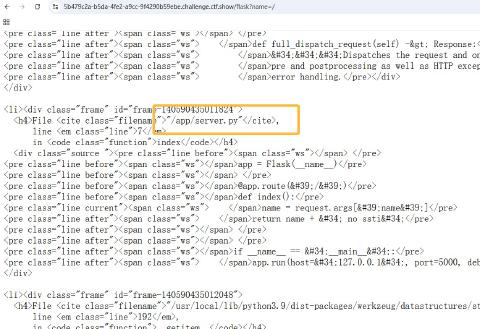 5b479c2a-b5da-4fe2-a9cc-9f4290b59ebe.challenge.ctf.show/flask?name=/
<pre class="line after"><span class="ws"></span> </pre>
<pre class="line after"><span class="ws">    </span>def full_dispatch_request(self) -&gt; Response:<
<pre class="line after"><span class="ws">        </span>&#34;&#34;&#34;Dispatches the request and on
<pre class="line after"><span class="ws">        </span>pre and postprocessing as well as HTTP excep
<pre class="line after"><span class="ws">        </span>error handling.</pre></div>
</div>
<li><div class="frame" id="frame-140590435011824">
<h4>File <cite class="filename">"/app/server.py"</cite>,
line <em class="line">7</em>,
in <code class="function">index</code></h4>
<div class="source "><pre class="line before"><span class="ws"></span> </pre>
<pre class="line before"><span class="ws"></span>app = Flask(__name__)</pre>
<pre class="line before"><span class="ws"></span> </pre>
<pre class="line before"><span class="ws"></span>@app.route(&#39;/&#39;)</pre>
<pre class="line before"><span class="ws"></span>def index():</pre>
<pre class="line current"><span class="ws">    </span>name = request.args[&#39;name&#39;]</pre>
<pre class="line after"><span class="ws">    </span>return name + &#39; no ssti&#39;</pre>
<pre class="line after"><span class="ws"></span> </pre>
<pre class="line after"><span class="ws"></span> </pre>
<pre class="line after"><span class="ws"></span>if __name__ == &#34;__main__&#34;:</pre>
<pre class="line after"><span class="ws">    </span>app.run(host=&#34;127.0.0.1&#34;, port=5000, deb
</div>
<li><div class="frame" id="frame-140590435012048">
<h4>File <cite class="filename">"/usr/local/lib/python3.9/dist-packages/werkzeug/datastructures/st
line <em class="line">192</em>,
in <code class="function">__getitem__</code></h4>